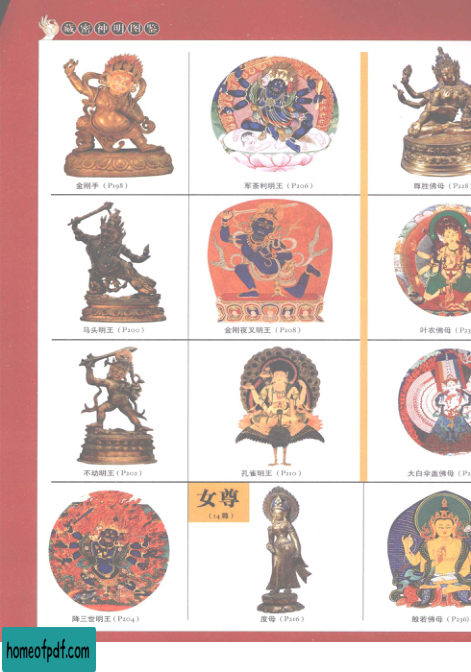 藏密神明图鉴
金刚手（P198）
军荼利明王（P206）
尊胜佛母（P228
马头明王（P200）
金刚夜叉明王（P208）
叶衣佛母（P23
不动明王（P202）
孔雀明王（P210）
大白伞盖佛母（P2
女尊
（14尊）
降三世明王（P204）
度母（P216）
般若佛母（P236）
homeofpdf.com